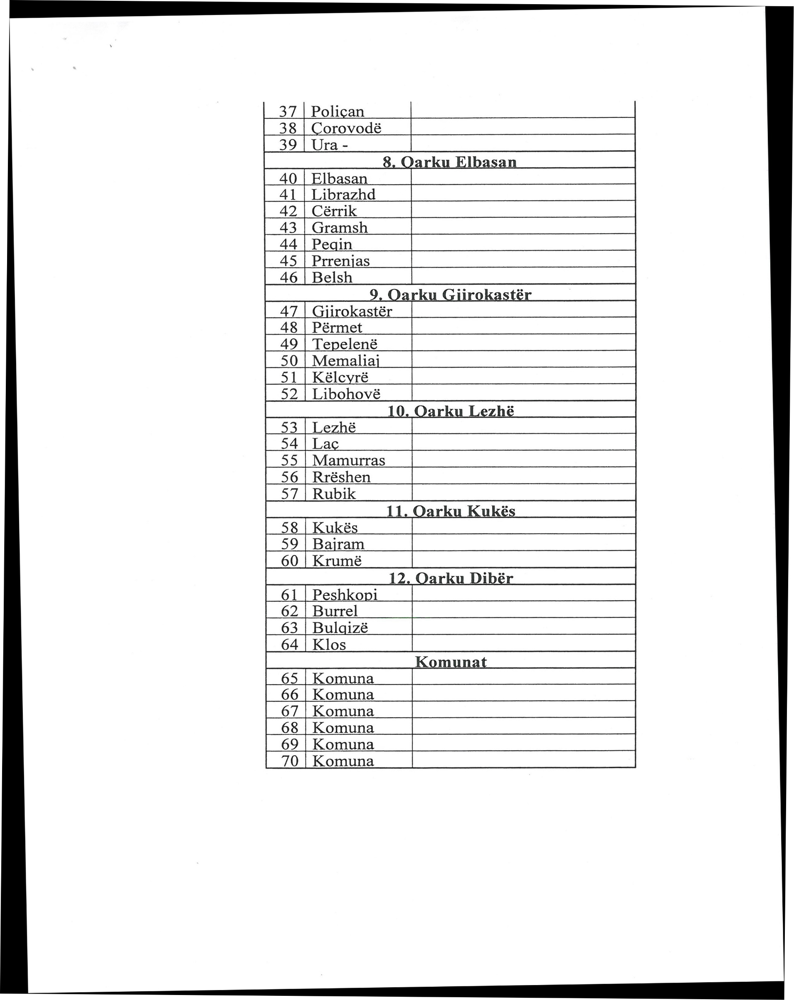 37 Poliçan
38 Çorovodë
39 Ura -
8. Qarku Elbasan
40 Elbasan
41 Librazhd
42 Cërrik
43 Gramsh
44 Peqin
45 Prrenjas
46 Belsh
9. Qarku Gjirokastër
47 Gjirokastër
48 Përmet
49 Tepelenë
50 Memaliaj
51 Këlcyrë
52 Libohovë
10. Qarku Lezhë
53 Lezhë
54 Laç
55 Mamurras
56 Rrëshen
57 Rubik
11. Qarku Kukës
58 Kukës
59 Bajram
60 Krumë
12. Qarku Dibër
61 Peshkopi
62 Burrel
63 Bulqizë
64 Klos
Komunat
65 Komuna
66 Komuna
67 Komuna
68 Komuna
69 Komuna
70 Komuna